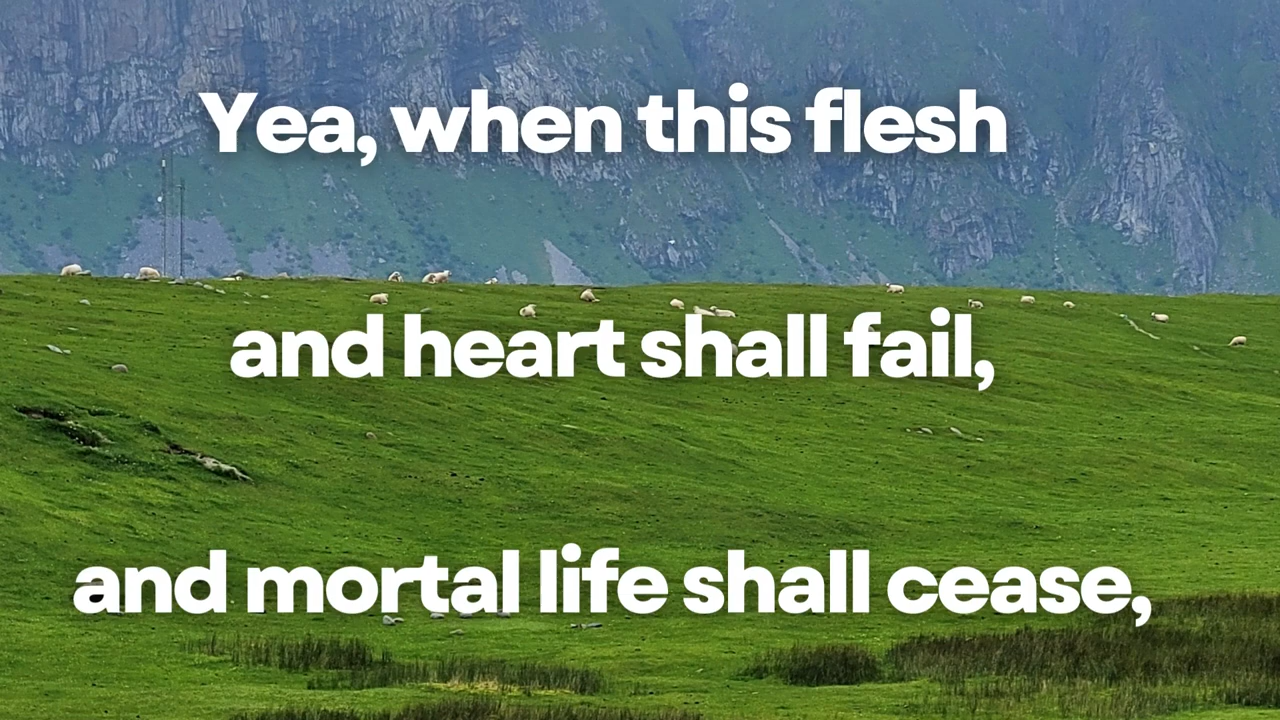 Yea, when this flesh
and heart shall fail,
and mortal life shall cease,